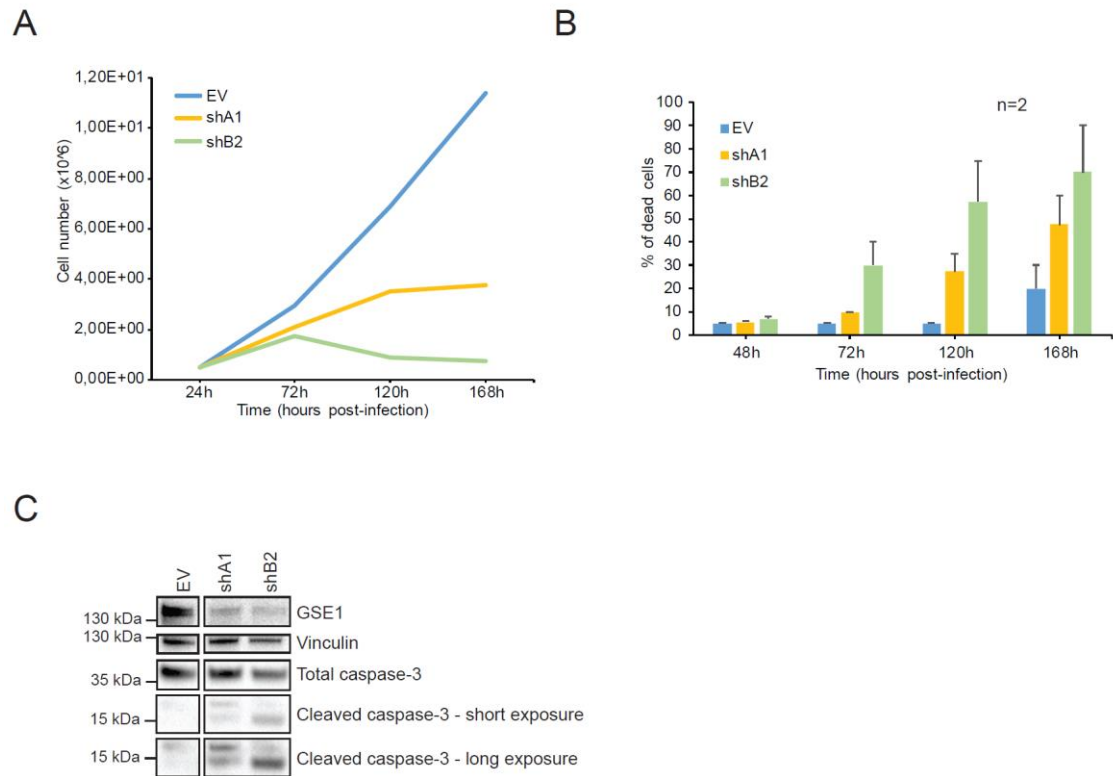 A
Cell number (x10^6)
1,20E+01
1,00E+01
8,00E+00
6,00E+00
4,00E+00
2,00E+00
0,00E+00
EV
shA1
shB2
24h 72h 120h 168h
Time (hours post-infection)
B
% of dead cells
100
90
80
70
60
50
40
30
20
10
0
n=2
EV
shA1
shB2
48h 72h 120h 168h
Time (hours post-infection)
C
EV shA1 shB2
130 kDa GSE1
130 kDa Vinculin
35 kDa Total caspase-3
15 kDa Cleaved caspase-3 - short exposure
15 kDa Cleaved caspase-3 - long exposure